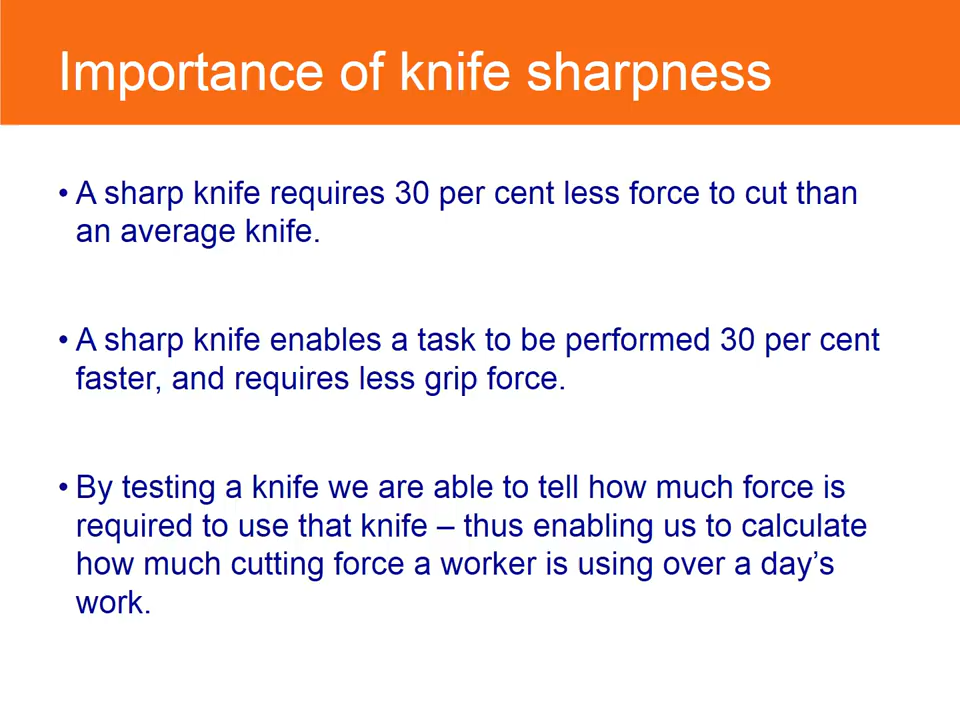 Importance of knife sharpness
• A sharp knife requires 30 per cent less force to cut than
an average knife.
• A sharp knife enables a task to be performed 30 per cent
faster, and requires less grip force.
• By testing a knife we are able to tell how much force is
required to use that knife – thus enabling us to calculate
how much cutting force a worker is using over a day’s
work.